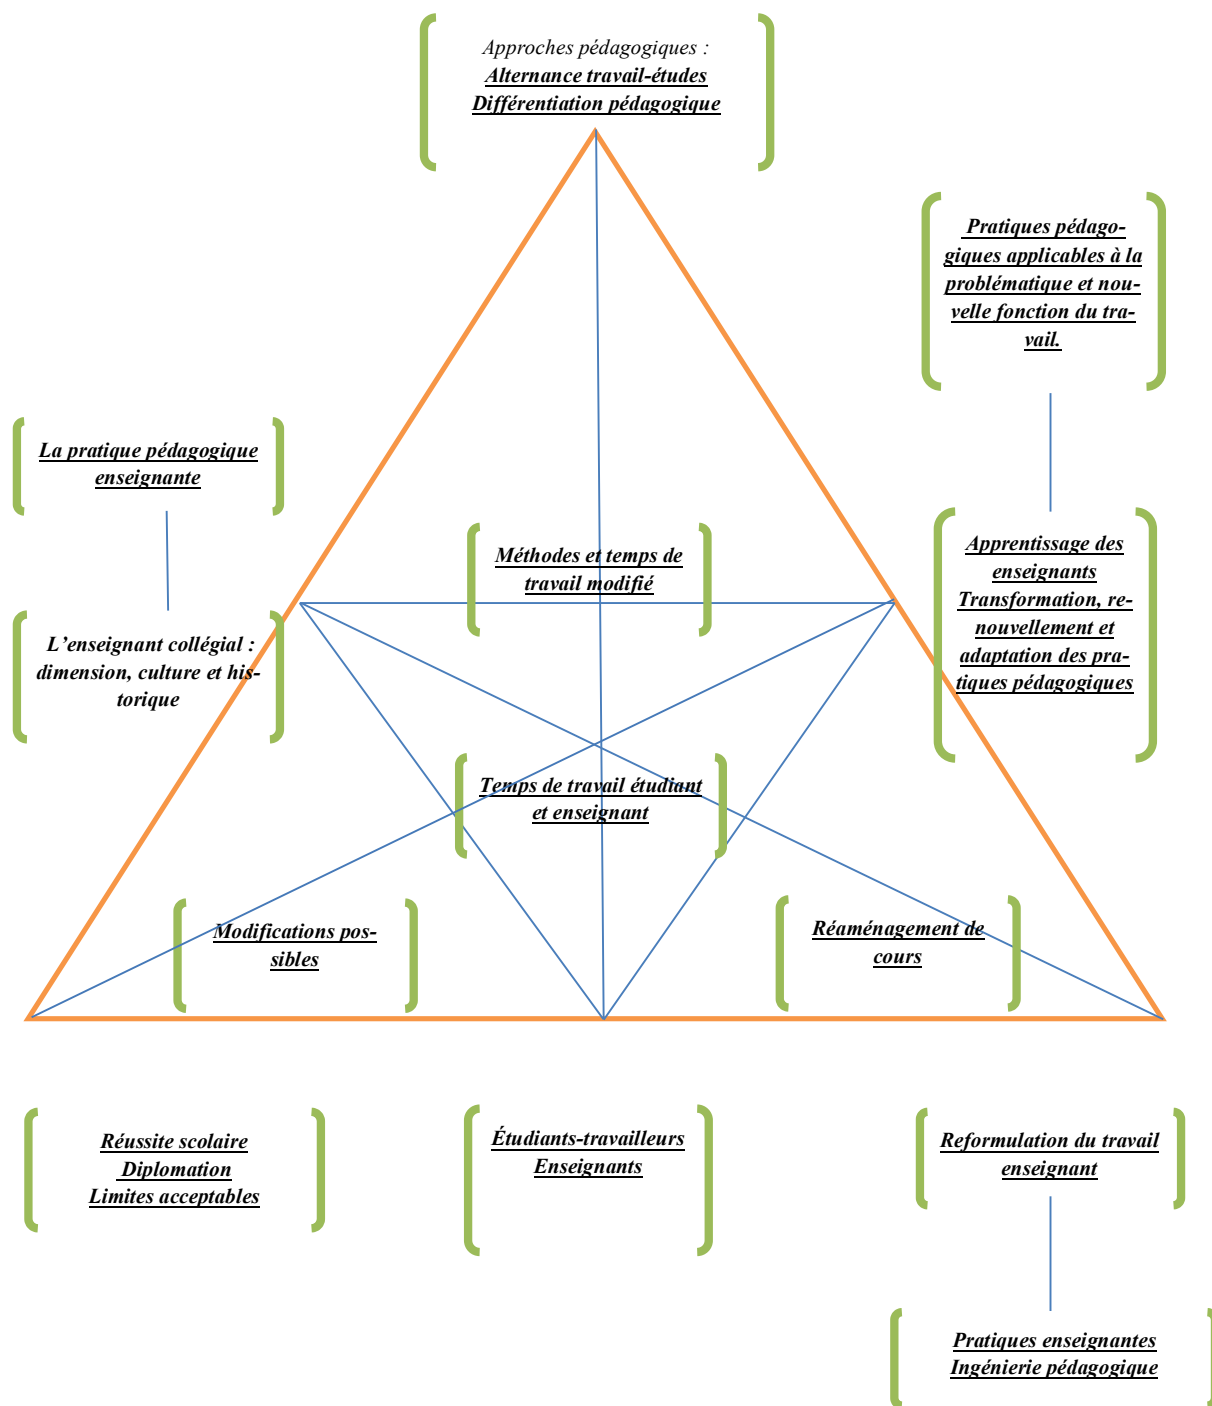 Approches pédagogiques :
Alternance travail-études
Différentiation pédagogique
Pratiques pédago-
giques applicables à la
problématique et nou-
velle fonction du tra-
vail.
La pratique pédagogique
enseignante
Méthodes et temps de
travail modifié
Apprentissage des
enseignants
Transformation, re-
nouvellement et
adaptation des pra-
tiques pédagogiques
L’enseignant collégial :
dimension, culture et his-
torique
Temps de travail étudiant
et enseignant
Modifications pos-
sibles
Réaménagement de
cours
Réussite scolaire
Diplomation
Limites acceptables
Étudiants-travailleurs
Enseignants
Reformulation du travail
enseignant
Pratiques enseignantes
Ingénierie pédagogique